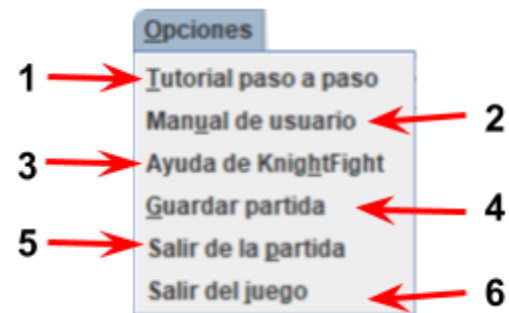 Opciones
1 Tutorial paso a paso
Manual de usuario 2
3 Ayuda de KnightFight
Guardar partida 4
5 Salir de la partida
Salir del juego 6